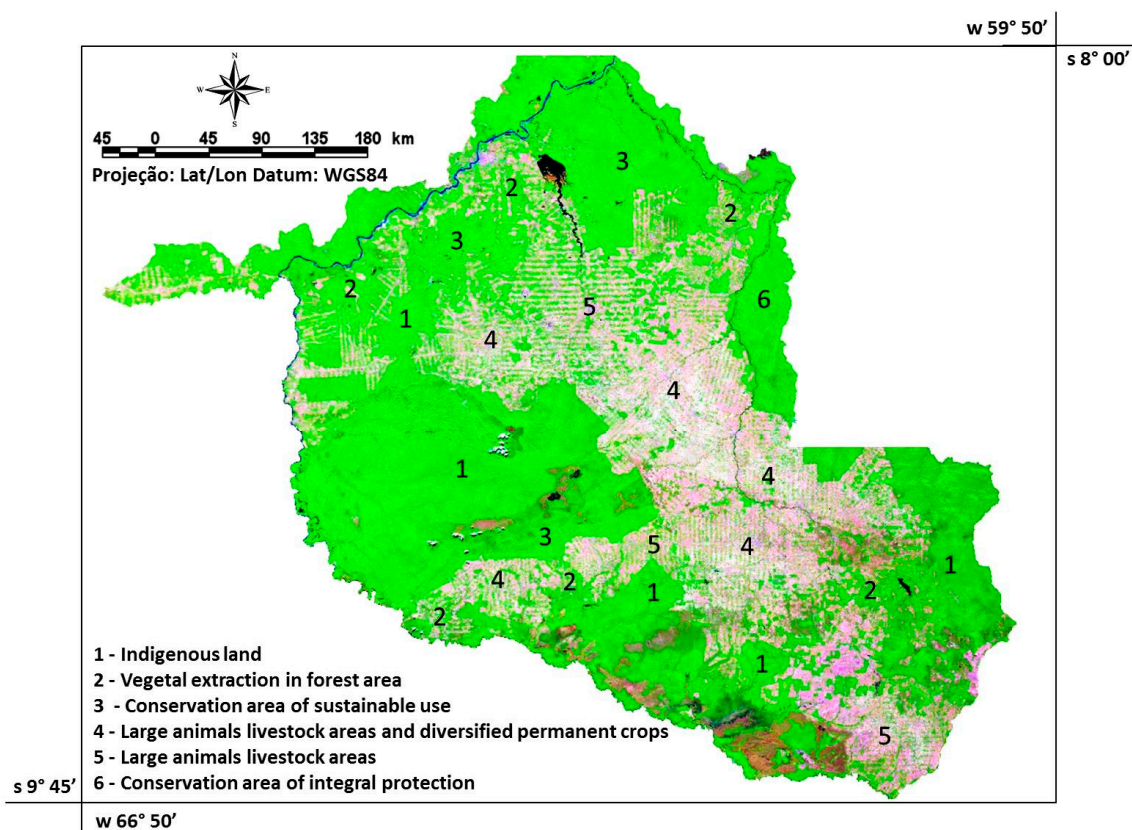 w 59° 50’
s 8° 00’
N
W E
S
45 0 45 90 135 180 km
Projeção: Lat/Lon Datum: WGS84
3
2
2
3
2
6
1
5
4
4
1
4
3
5
4
1
4
2
1
2
2
1
5
1 - Indigenous land
2 - Vegetal extraction in forest area
3 - Conservation area of sustainable use
4 - Large animals livestock areas and diversified permanent crops
5 - Large animals livestock areas
6 - Conservation area of integral protection
s 9° 45’
w 66° 50’